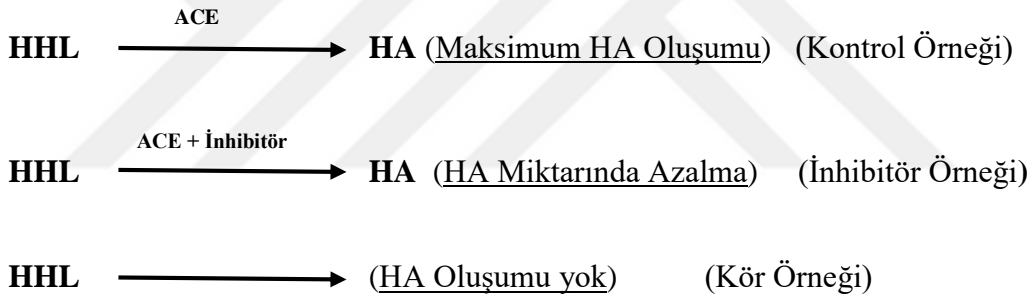 ACE
HHL HA (Maksimum HA Oluşumu) (Kontrol Örneği)
ACE + İnhibitör
HHL HA (HA Miktarında Azalma) (İnhibitör Örneği)
HHL (HA Oluşumu yok) (Kör Örneği)